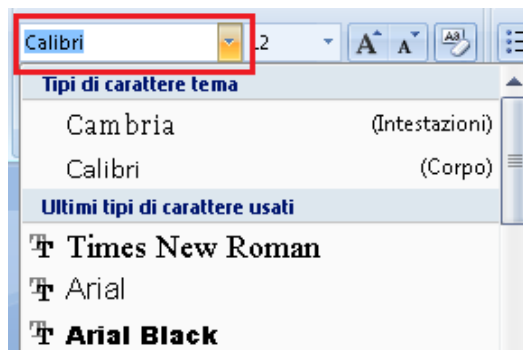 Calibri 12 A A Aa
Tipi di carattere tema
Cambria (Intestazioni)
Calibri (Corpo)
Ultimi tipi di carattere usati
Times New Roman
Arial
Arial Black